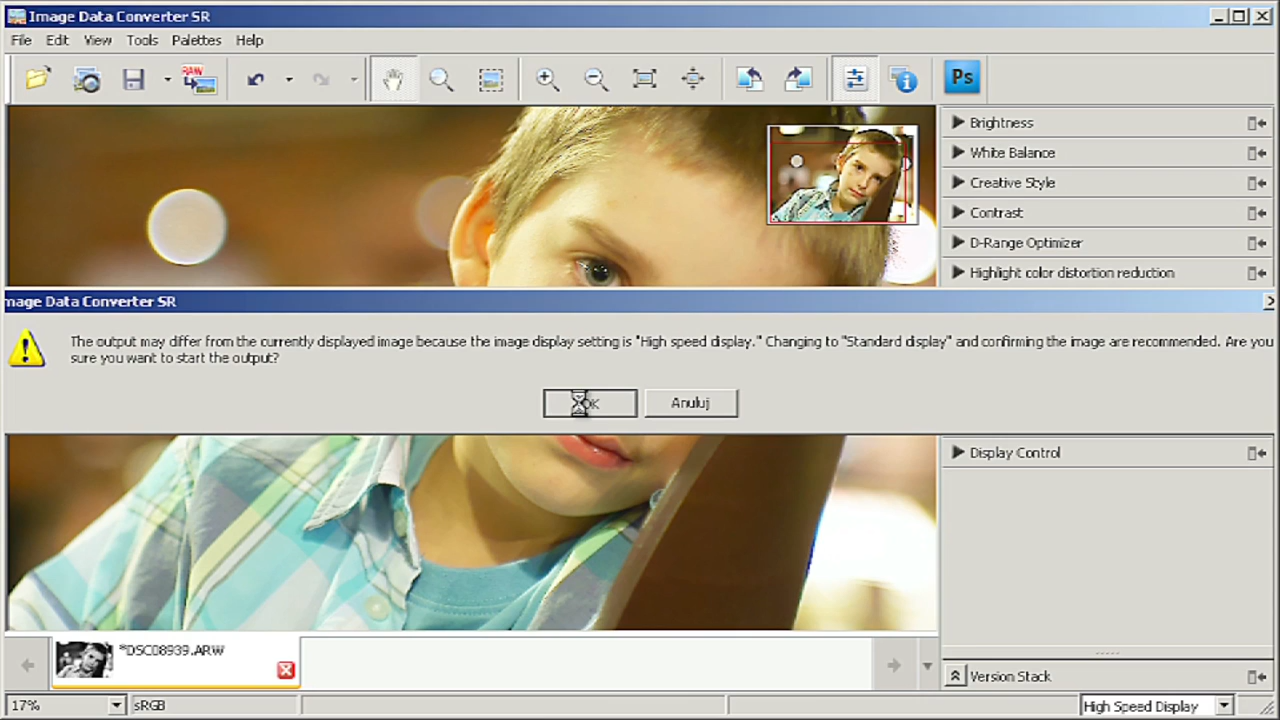 Image Data Converter SR
File Edit View Tools Palettes Help
RAW
Ps
Brightness
White Balance
Creative Style
Contrast
D-Range Optimizer
Highlight color distortion reduction
mage Data Converter SR
The output may differ from the currently displayed image because the image display setting is "High speed display." Changing to "Standard display" and confirming the image are recommended. Are you
sure you want to start the output?
OK Anuluj
Display Control
*DSC08939.ARW
Version Stack
17% sRGB High Speed Display